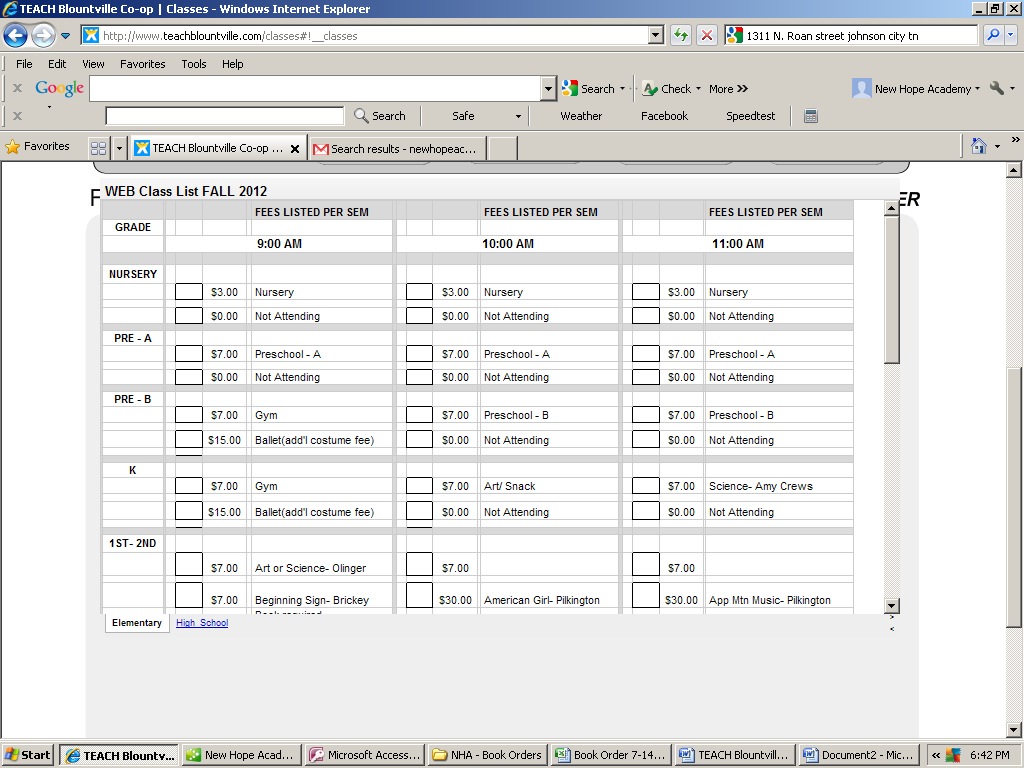 TEACH Blountville Co-op | Classes - Windows Internet Explorer
http://www.teachblountville.com/classes#!__classes
1311 N. Roan street johnson city tn
File Edit View Favorites Tools Help
x Google Search Check More >> New Hope Academy
x Search Safe Weather Facebook Speedtest
Favorites TEACH Blountville Co-op ... x Search results - newhopeac... »
F ER
WEB Class List FALL 2012
FEES LISTED PER SEM FEES LISTED PER SEM FEES LISTED PER SEM
GRADE
9:00 AM 10:00 AM 11:00 AM
NURSERY
$3.00 Nursery $3.00 Nursery $3.00 Nursery
$0.00 Not Attending $0.00 Not Attending $0.00 Not Attending
PRE - A
$7.00 Preschool - A $7.00 Preschool - A $7.00 Preschool - A
$0.00 Not Attending $0.00 Not Attending $0.00 Not Attending
PRE - B
$7.00 Gym $7.00 Preschool - B $7.00 Preschool - B
$15.00 Ballet(add'l costume fee) $0.00 Not Attending $0.00 Not Attending
K
$7.00 Gym $7.00 Art/ Snack $7.00 Science- Amy Crews
$15.00 Ballet(add'l costume fee) $0.00 Not Attending $0.00 Not Attending
1ST- 2ND
$7.00 Art or Science- Olinger $7.00 $7.00
$7.00 Beginning Sign- Brickey $30.00 American Girl- Pilkington $30.00 App Mtn Music- Pilkington
Elementary High_School
>
<
Start TEACH Blountv... New Hope Acad... Microsoft Access... NHA - Book Orders Book Order 7-14... TEACH Blountvill... Document2 - Mic... « 6:42 PM